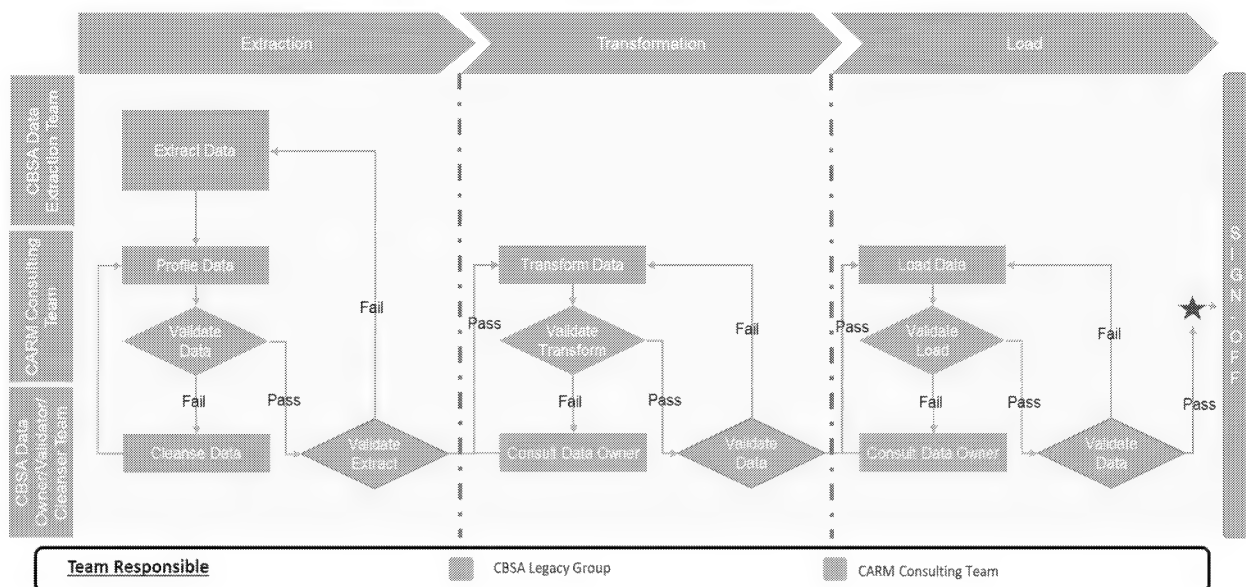 Extraction
Transformation
Load
CBSA Data
Extraction Team
Extract Data
CARM Consulting
Team
Profile Data
Transform Data
Load Data
Validate
Data
Fail
Pass
Validate
Transform
Fail
Pass
Validate
Load
Fail
Fail
Pass
Fail
Pass
Fail
Pass
Pass
CBSA Data
Owner/Validator/
Cleanser Team
Cleanse Data
Validate
Extract
Consult Data Owner
Validate
Data
Consult Data Owner
Validate
Data
SIGN-OFF
Team Responsible
CBSA Legacy Group
CARM Consulting Team